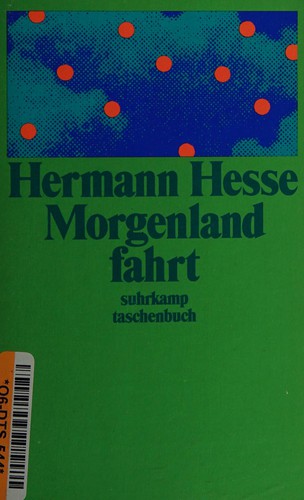 Hermann Hesse
Morgenland
fahrt
suhrkamp
taschenbuch